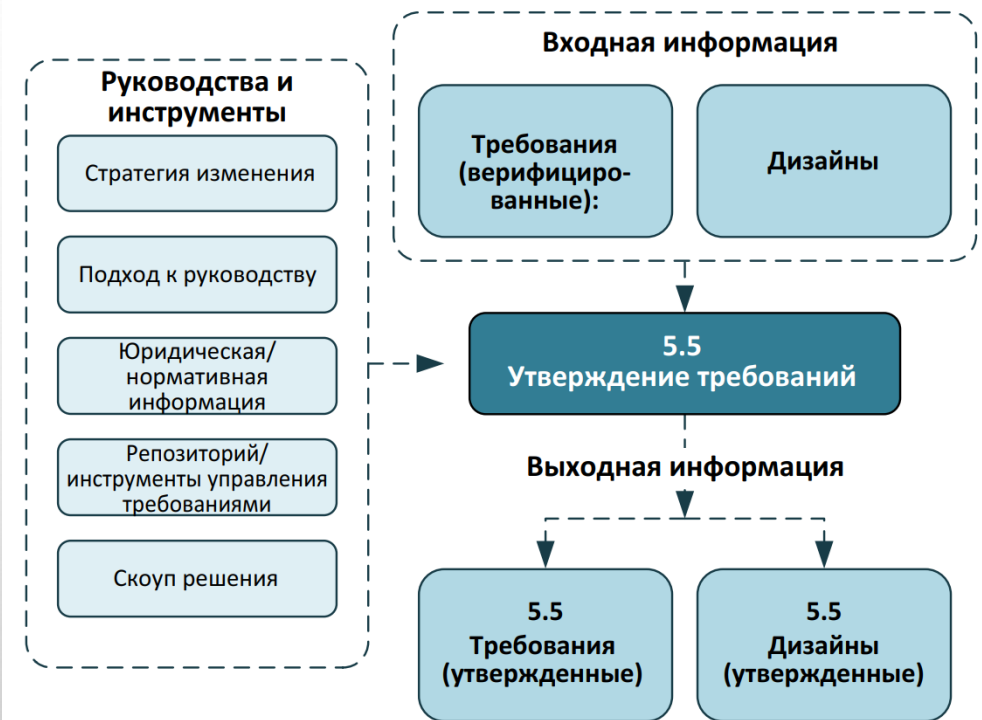 Руководства и
инструменты
Стратегия изменения
Подход к руководству
Юридическая/
нормативная
информация
Репозиторий/
инструменты управления
требованиями
Скоуп решения
Входная информация
Требования
(верифициро-
ванные):
Дизайны
5.5
Утверждение требований
Выходная информация
5.5
Требования
(утвержденные)
5.5
Дизайны
(утвержденные)